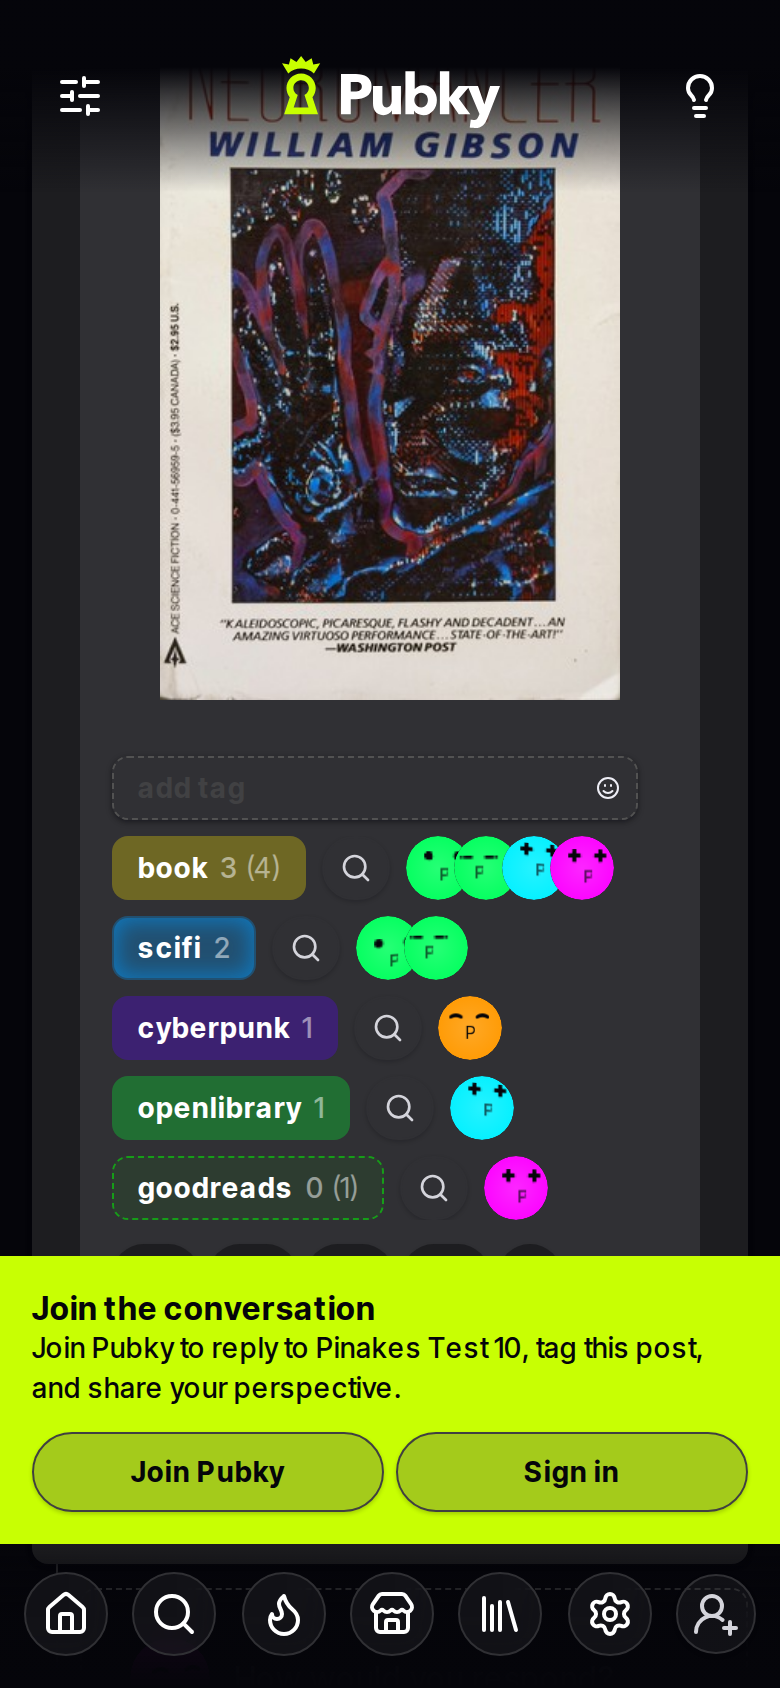 Pubky
NEUROMANCER
WILLIAM GIBSON
ACE SCIENCE FICTION · 0-441-56959-5 · ($3.95 CANADA) · $2.95 U.S.
"KALEIDOSCOPIC, PICARESQUE, FLASHY AND DECADENT...AN
AMAZING VIRTUOSO PERFORMANCE...STATE-OF-THE-ART!"
—WASHINGTON POST
add tag
book 3 (4)
P P P P
scifi 2
P P
cyberpunk 1
P
openlibrary 1
P
goodreads 0 (1)
P
Join the conversation
Join Pubky to reply to Pinakes Test 10, tag this post,
and share your perspective.
Join Pubky Sign in